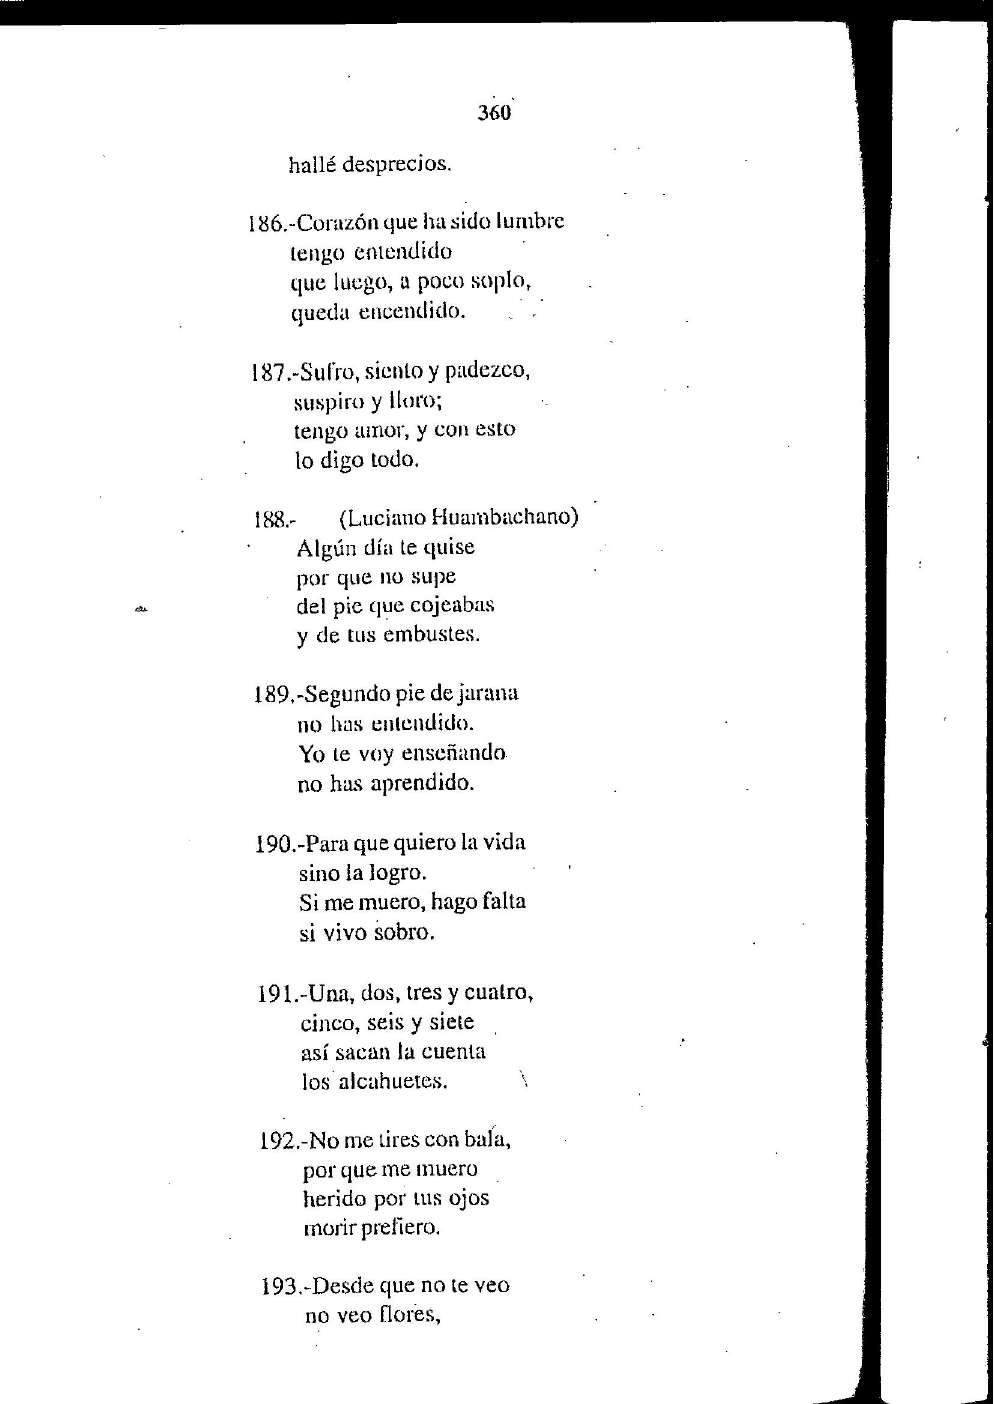 360
hallé desprecios.
186.-Corazón que ha sido lumbre
tengo entendido
que luego, a poco soplo,
queda encendido.
187.-Sufro, siento y padezco,
suspiro y lloro;
tengo amor, y con esto
lo digo todo.
188.- (Luciano Huambachano)
Algún día te quise
por que no supe
del pie que cojeabas
y de tus embustes.
189.-Segundo pie de jarana
no has entendido.
Yo te voy enseñando
no has aprendido.
190.-Para que quiero la vida
sino la logro.
Si me muero, hago falta
si vivo sobro.
191.-Una, dos, tres y cuatro,
cinco, seis y siete
así sacan la cuenta
los alcahuetes.
192.-No me tires con bala,
por que me muero
herido por tus ojos
morir prefiero.
193.-Desde que no te veo
no veo flores,